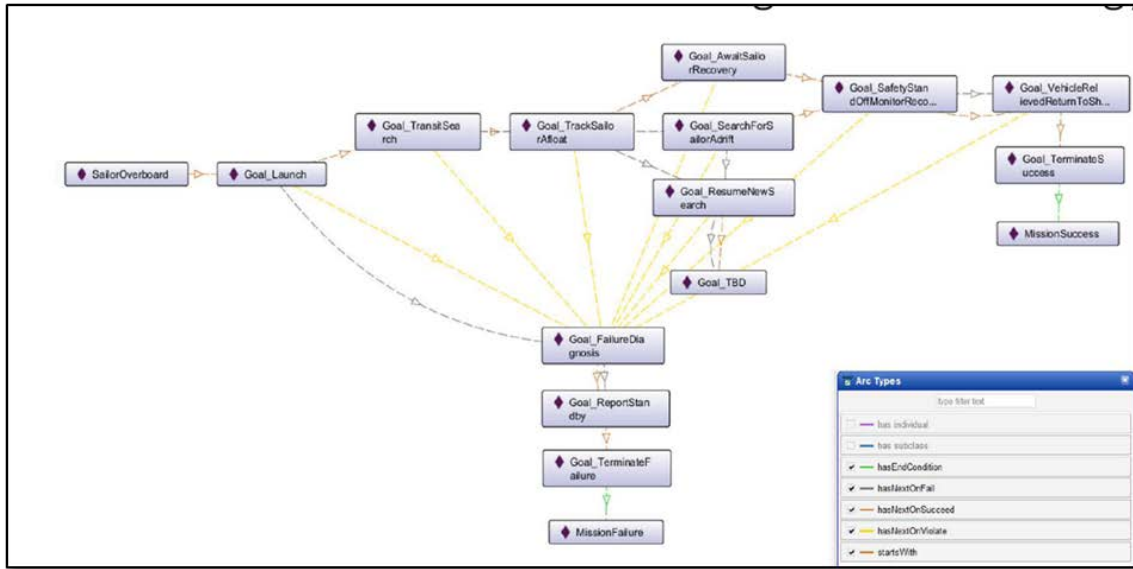 Goal_AwaitSailo
rRecovery
Goal_SafetyStan
dOffMonitorReco...
Goal_VehicleRel
ievedReturnToSh...
Goal_TransitSea
rch
Goal_TrackSailo
rAfloat
Goal_SearchForS
ailorAdrift
SailorOverboard
Goal_Launch
Goal_TerminateS
uccess
Goal_ResumeNewS
earch
MissionSuccess
Goal_TBD
Goal_FailureDia
gnosis
Goal_ReportStan
dby
Goal_TerminateF
ailure
MissionFailure
Arc Types
type filter text
has individual
has subclass
hasEndCondition
hasNextOnFail
hasNextOnSucceed
hasNextOnViolate
startsWith